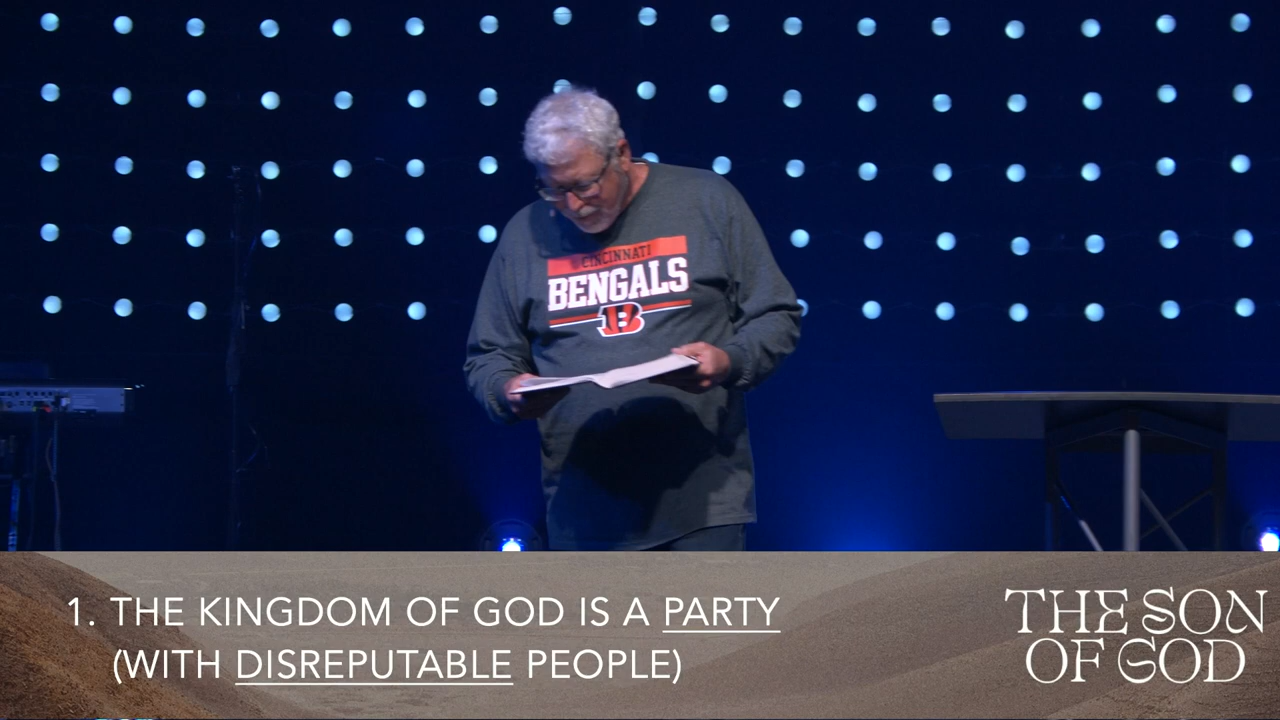 CINCINNATI
BENGALS
B
1. THE KINGDOM OF GOD IS A PARTY
(WITH DISREPUTABLE PEOPLE)
THE SON
OF GOD